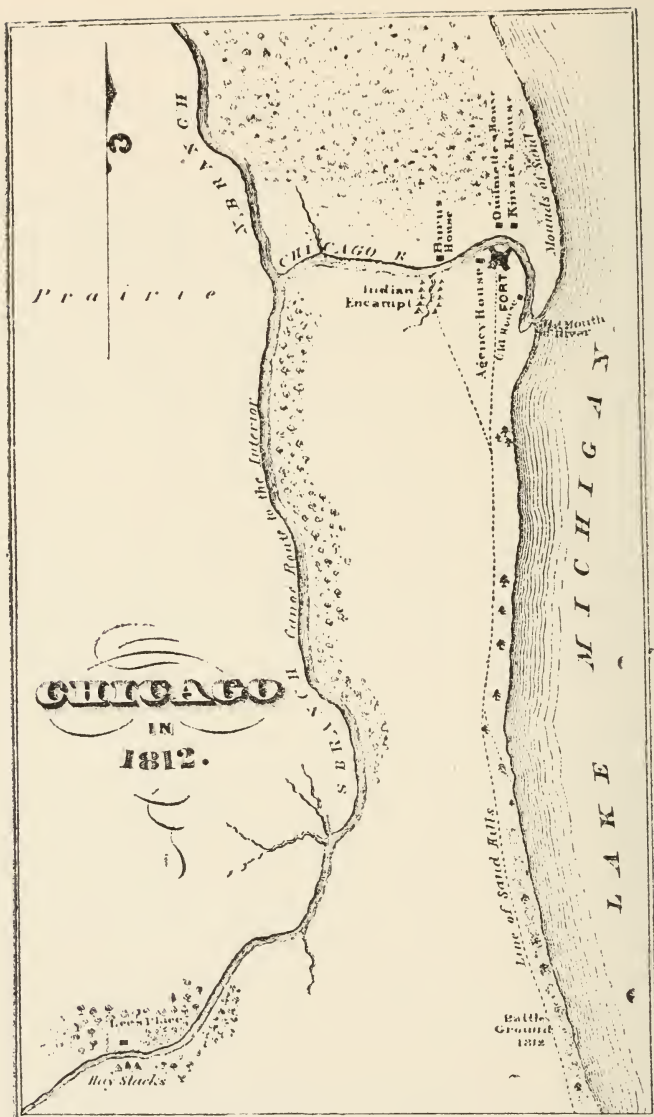 N. BRANCH
Prairie
CHICAGO R
Burns
House
Ouilmette's House
Kinzie's House
Mounds of Sand
Indian
Encampt
Agency House
FORT
Mouth
of River
Canoe Route to the Interior
LAKE MICHIGAN
S BRANCH
CHICAGO
IN
1812.
Line of Sand Hills
Battle
Ground
1812
Lee's Place
Hay Stacks